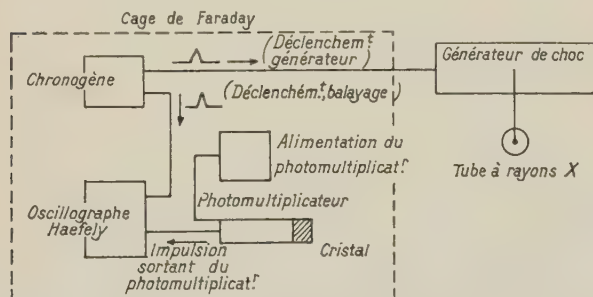 Cage de Faraday
(Déclenchem.t
générateur)
Générateur de choc
Chronogène
(Déclenchém.t, balayage)
Alimentation du
photomultiplicat.r
Tube à rayons X
Photomultiplicateur
Oscillographe
Haefely
Impulsion
sortant du
photomultiplicat.r
Cristal